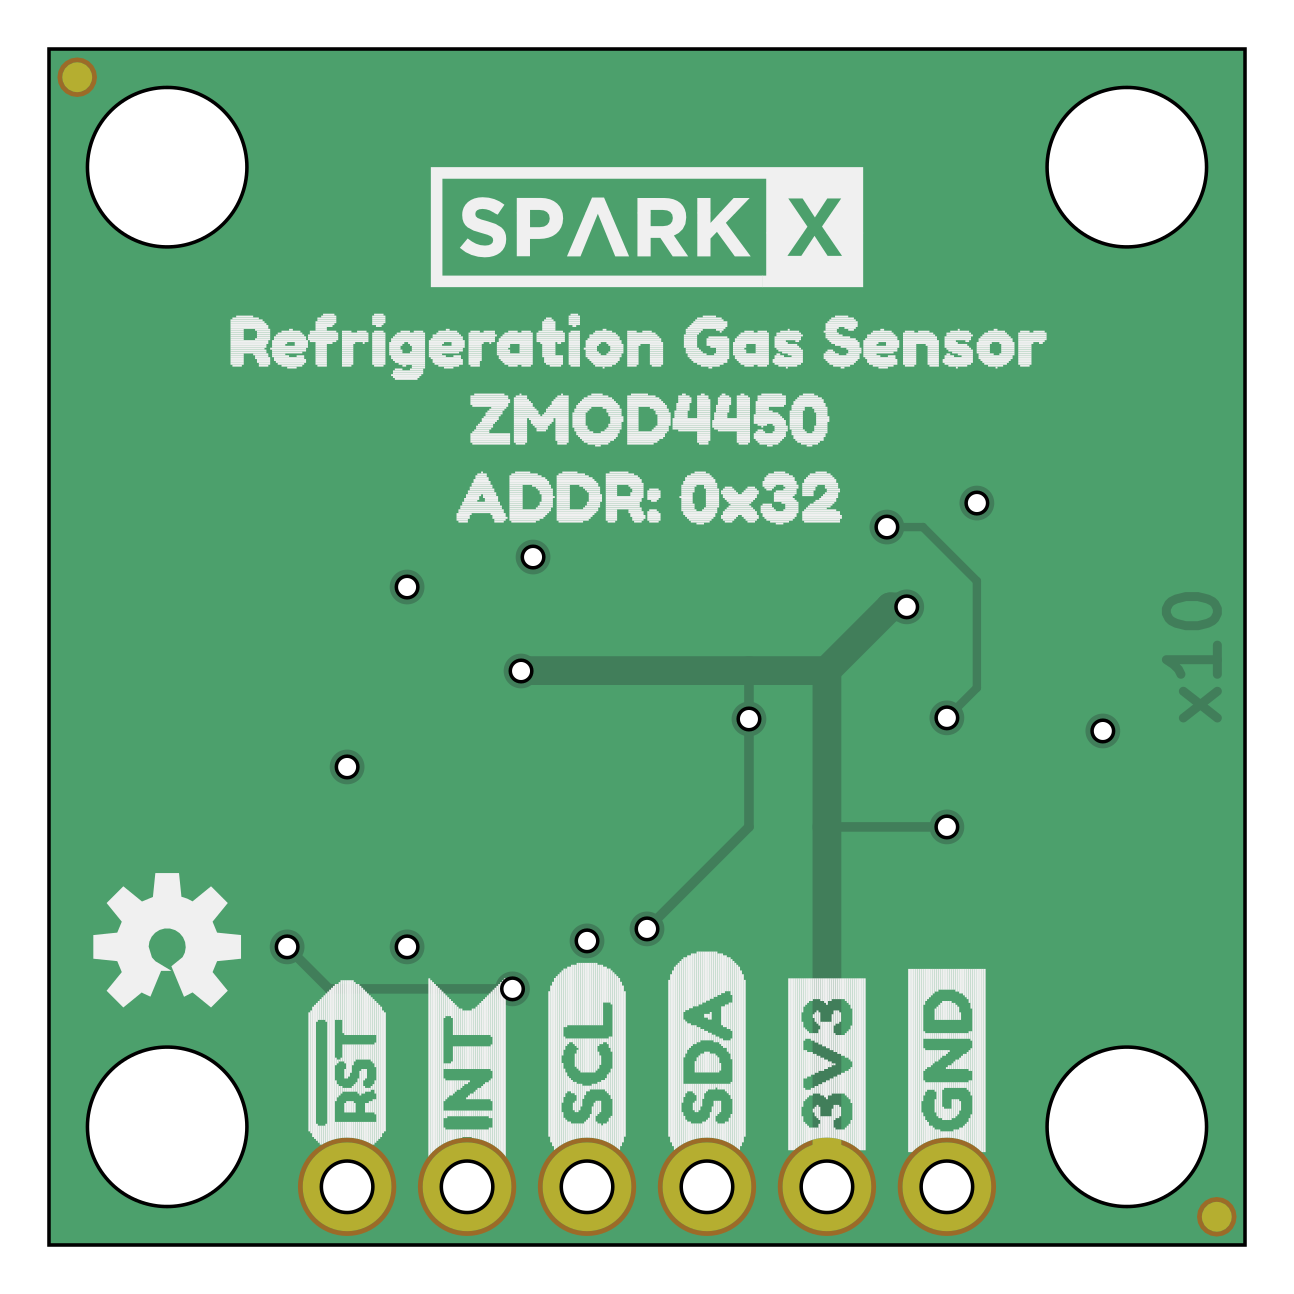 SPARK X
Refrigeration Gas Sensor
ZMOD4450
ADDR: 0x32
x10
RST
INT
SCL
SDA
3V3
GND